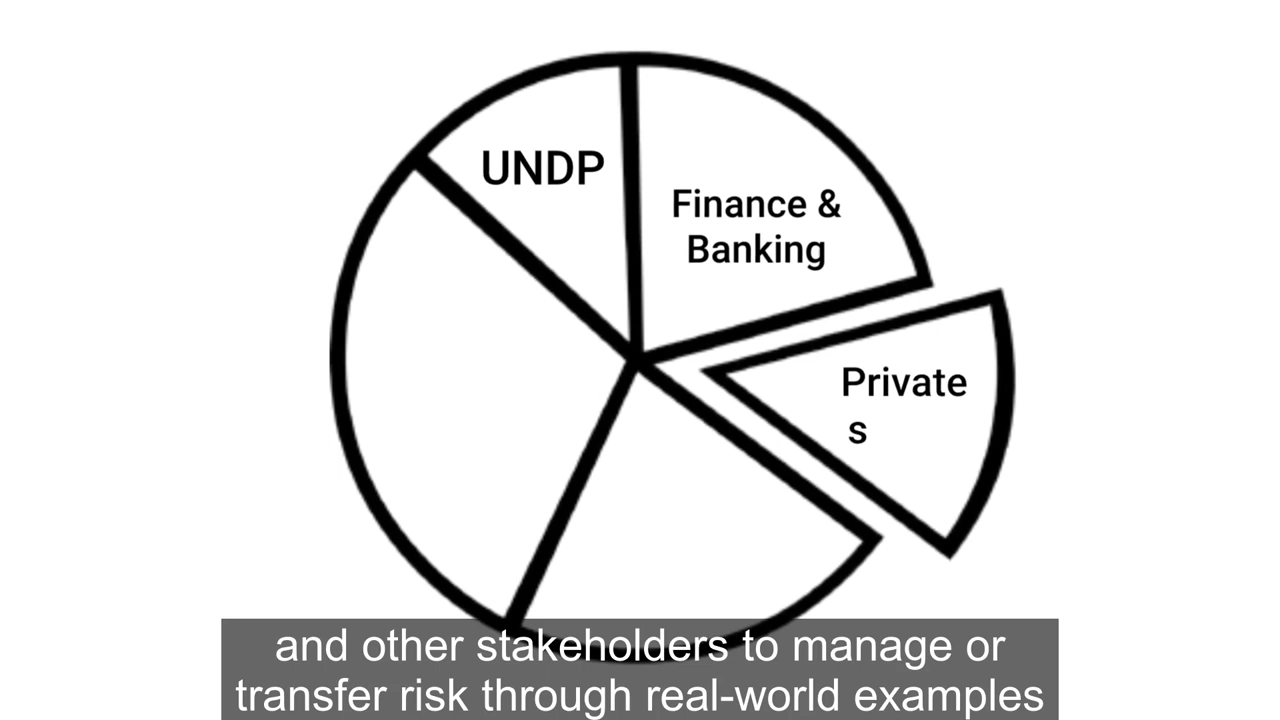 UNDP
Finance &
Banking
Private
s
and other stakeholders to manage or
transfer risk through real-world examples